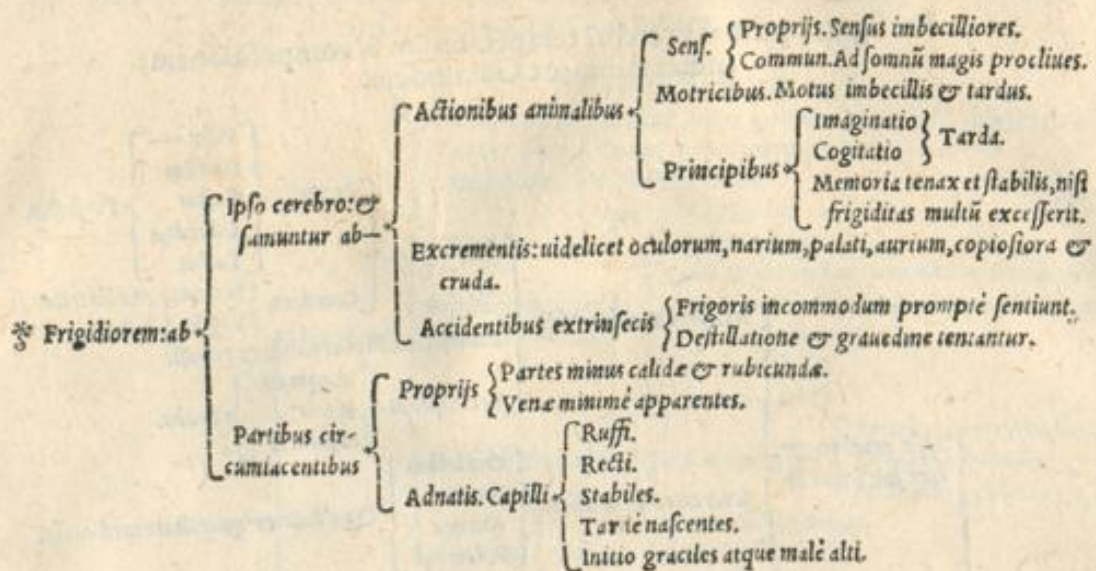 Proprijs. Sensus imbecilliores.
Sens.
Commun. Ad somnũ magis procliues.
Actionibus animalibus
Motricibus. Motus imbecillis & tardus.
Imaginatio
Tarda.
Cogitatio
Principibus
Memoria tenax et stabilis, nisi
frigiditas multũ excesserit.
Ipso cerebro: &
samuntur ab—
Excrementis: uidelicet oculorum, narium, palati, aurium, copiosiora &
cruda.
Frigoris incommodum promptè sentiunt.
Accidentibus extrinsecis
Destillatione & grauedine tentantur.
* Frigidiorem: ab
Partes minus calidæ & rubicundæ.
Proprijs
Venæ minimè apparentes.
Partibus cir-
cumiacentibus
Ruffi.
Recti.
Adnatis. Capilli
Stabiles.
Tardè nascentes.
Initio graciles atque malè alti.